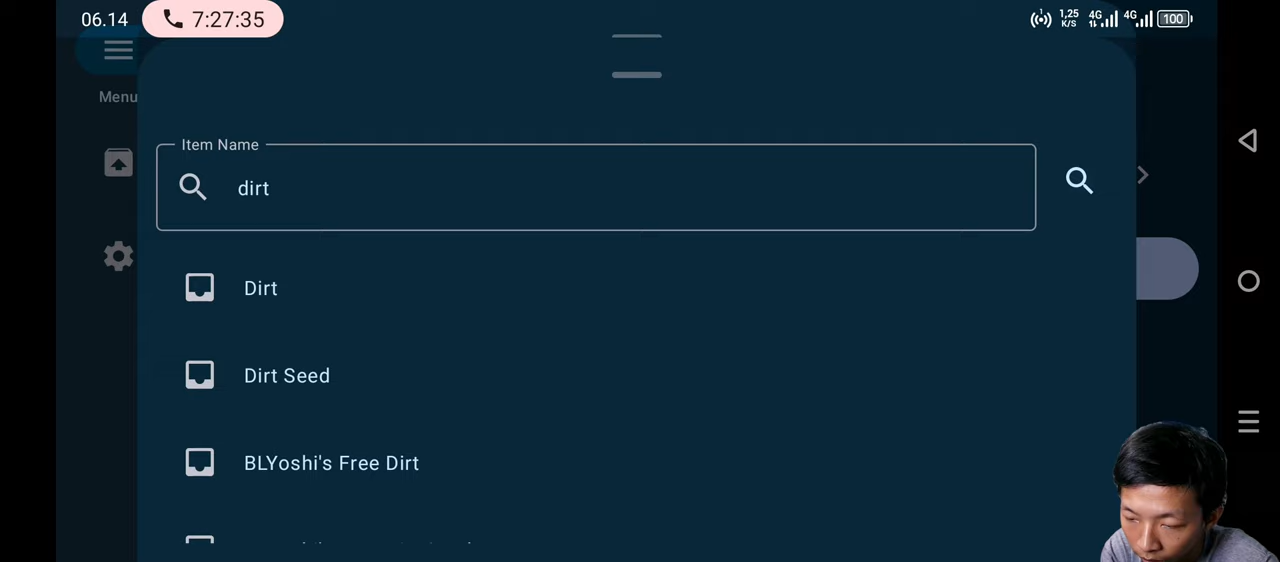 06.14
7:27:35
1,25
K/S
4G
4G
100
Menu
Item Name
dirt
Dirt
Dirt Seed
BLYoshi's Free Dirt